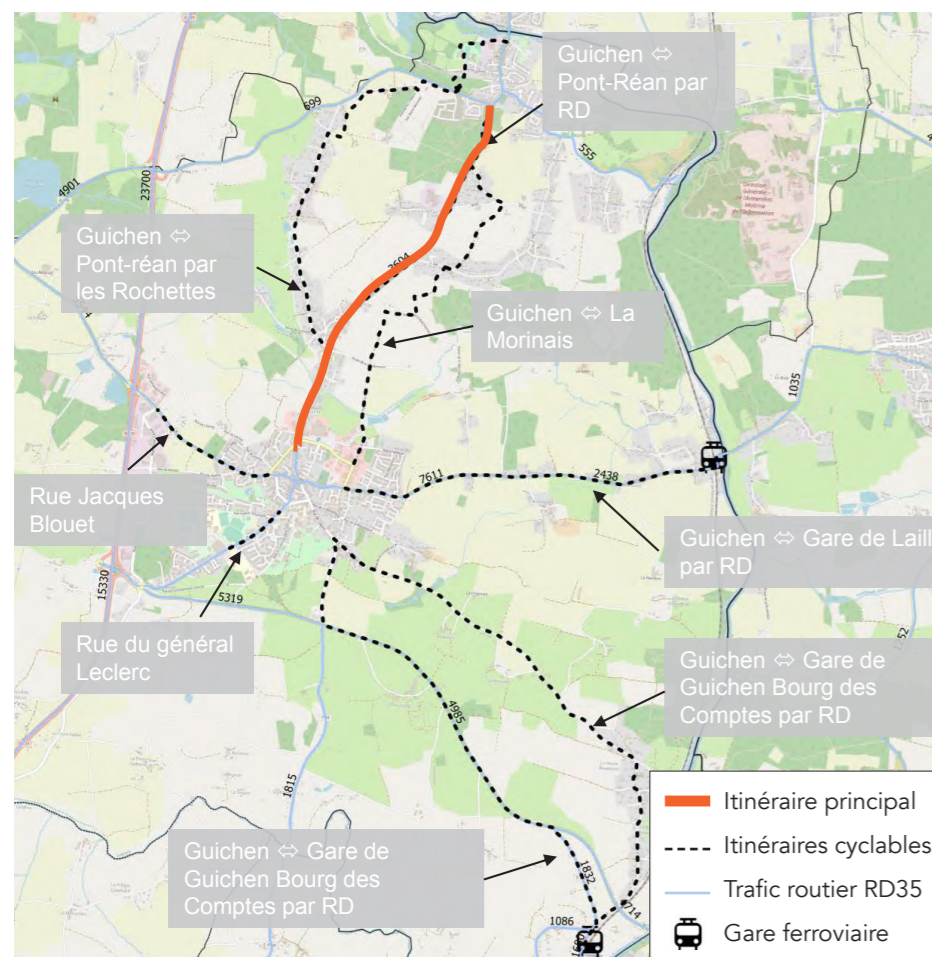 Guichen ⇔
Pont-Réan par
RD
699
555
4901
23700
Guichen ⇔
Pont-réan par
les Rochettes
Guichen ⇔ La
Morinais
1035
7611
2438
Rue Jacques
Blouet
Guichen ⇔ Gare de Laill
par RD
15330
5319
Rue du général
Leclerc
Guichen ⇔ Gare de
Guichen Bourg des
Comptes par RD
4985
1815
Guichen ⇔ Gare de
Guichen Bourg des
Comptes par RD
1832
714
1086
Itinéraire principal
Itinéraires cyclables
Trafic routier RD35
Gare ferroviaire